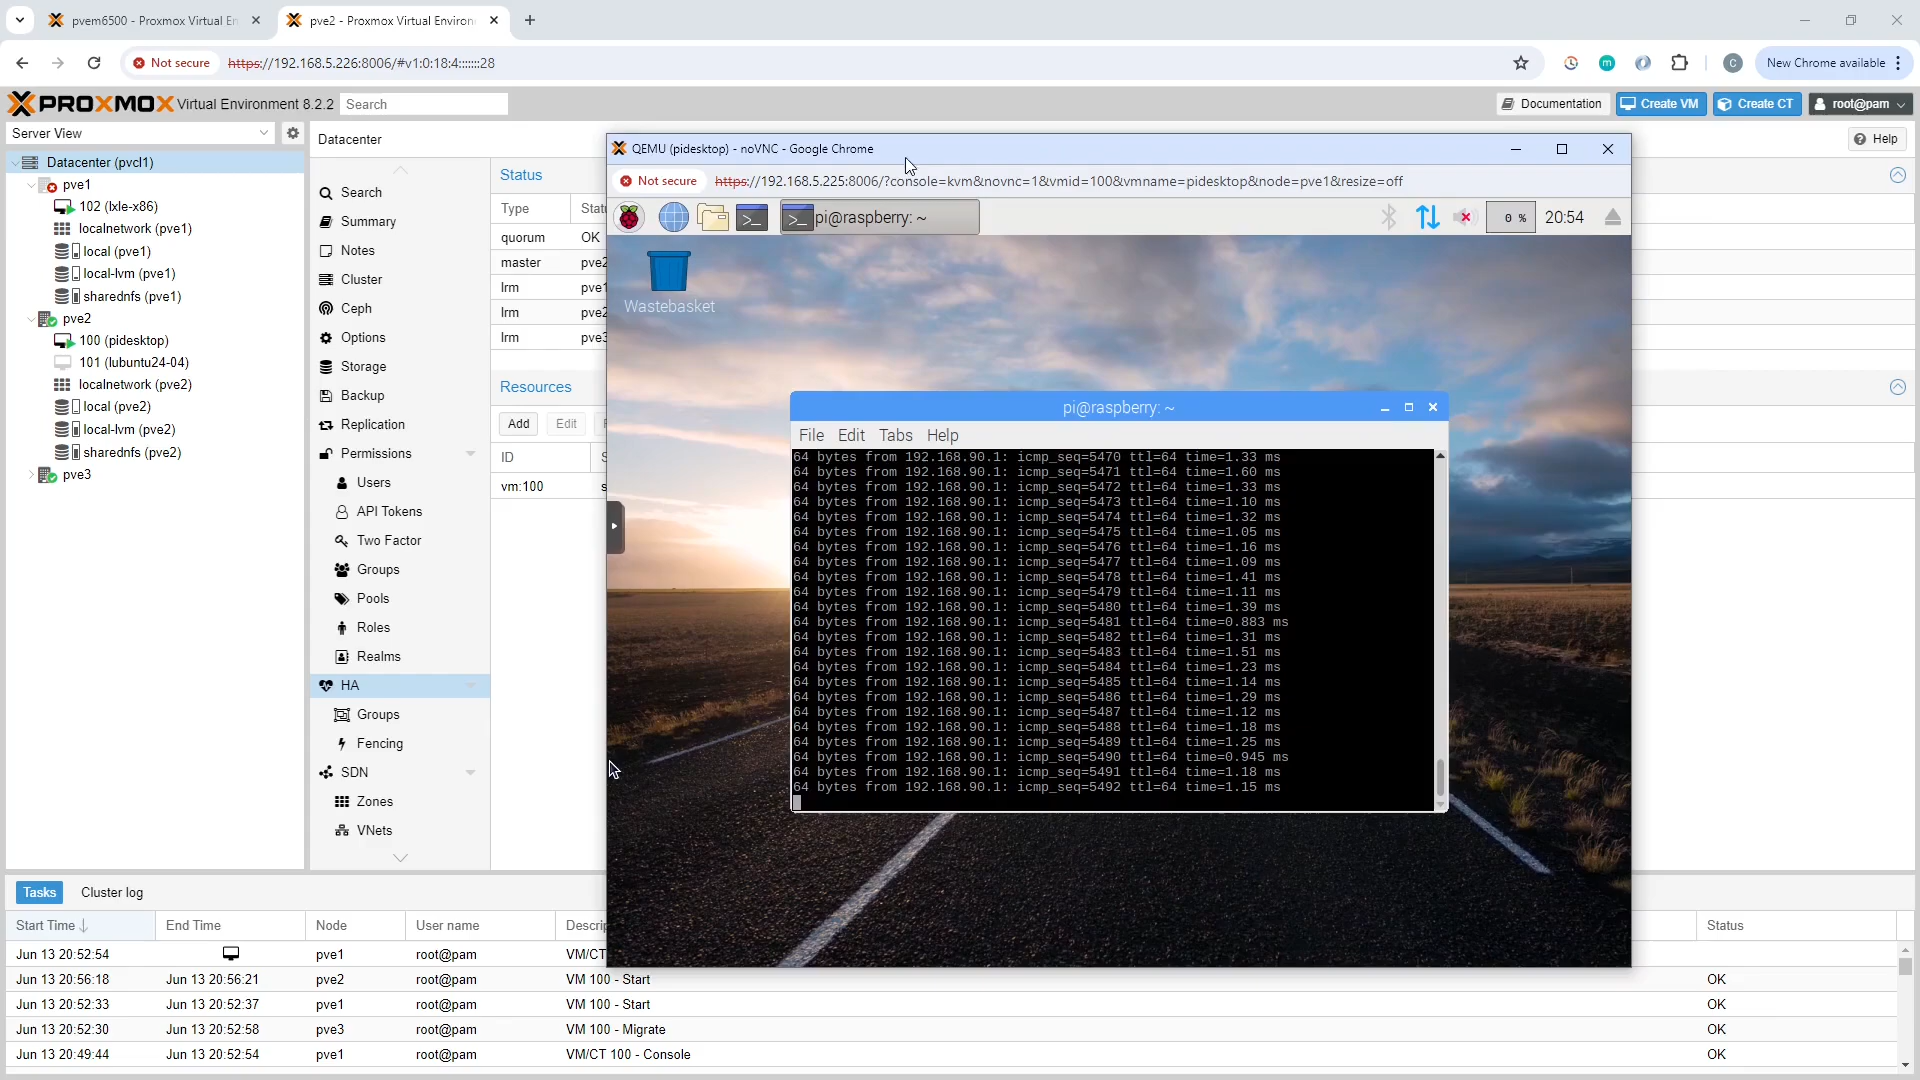 pvem6500 - Proxmox Virtual En
pve2 - Proxmox Virtual Environ
Not secure https://192.168.5.226:8006/#v1:0:18:4:::::::28
New Chrome available
PROXMOX Virtual Environment 8.2.2 Search
Documentation Create VM Create CT root@pam
Server View
Datacenter
Help
Datacenter (pvcl1)
pve1
102 (lxle-x86)
localnetwork (pve1)
local (pve1)
local-lvm (pve1)
sharednfs (pve1)
pve2
100 (pidesktop)
101 (lubuntu24-04)
localnetwork (pve2)
local (pve2)
local-lvm (pve2)
sharednfs (pve2)
pve3
Search
Summary
Notes
Cluster
Ceph
Options
Storage
Backup
Replication
Permissions
Users
API Tokens
Two Factor
Groups
Pools
Roles
Realms
HA
Groups
Fencing
SDN
Zones
VNets
Status
Type Statu
quorum OK
master pve2
lrm pve1
lrm pve2
lrm pve3
Resources
Add Edit
ID S
vm:100 s
QEMU (pidesktop) - noVNC - Google Chrome
Not secure https://192.168.5.225:8006/?console=kvm&novnc=1&vmid=100&vmname=pidesktop&node=pve1&resize=off
pi@raspberry: ~
0 % 20:54
Wastebasket
pi@raspberry: ~
File Edit Tabs Help
64 bytes from 192.168.90.1: icmp_seq=5470 ttl=64 time=1.33 ms
64 bytes from 192.168.90.1: icmp_seq=5471 ttl=64 time=1.60 ms
64 bytes from 192.168.90.1: icmp_seq=5472 ttl=64 time=1.33 ms
64 bytes from 192.168.90.1: icmp_seq=5473 ttl=64 time=1.10 ms
64 bytes from 192.168.90.1: icmp_seq=5474 ttl=64 time=1.32 ms
64 bytes from 192.168.90.1: icmp_seq=5475 ttl=64 time=1.05 ms
64 bytes from 192.168.90.1: icmp_seq=5476 ttl=64 time=1.16 ms
64 bytes from 192.168.90.1: icmp_seq=5477 ttl=64 time=1.09 ms
64 bytes from 192.168.90.1: icmp_seq=5478 ttl=64 time=1.41 ms
64 bytes from 192.168.90.1: icmp_seq=5479 ttl=64 time=1.11 ms
64 bytes from 192.168.90.1: icmp_seq=5480 ttl=64 time=1.39 ms
64 bytes from 192.168.90.1: icmp_seq=5481 ttl=64 time=0.883 ms
64 bytes from 192.168.90.1: icmp_seq=5482 ttl=64 time=1.31 ms
64 bytes from 192.168.90.1: icmp_seq=5483 ttl=64 time=1.51 ms
64 bytes from 192.168.90.1: icmp_seq=5484 ttl=64 time=1.23 ms
64 bytes from 192.168.90.1: icmp_seq=5485 ttl=64 time=1.14 ms
64 bytes from 192.168.90.1: icmp_seq=5486 ttl=64 time=1.29 ms
64 bytes from 192.168.90.1: icmp_seq=5487 ttl=64 time=1.12 ms
64 bytes from 192.168.90.1: icmp_seq=5488 ttl=64 time=1.18 ms
64 bytes from 192.168.90.1: icmp_seq=5489 ttl=64 time=1.25 ms
64 bytes from 192.168.90.1: icmp_seq=5490 ttl=64 time=0.945 ms
64 bytes from 192.168.90.1: icmp_seq=5491 ttl=64 time=1.18 ms
64 bytes from 192.168.90.1: icmp_seq=5492 ttl=64 time=1.15 ms
Tasks Cluster log
Start Time End Time Node User name Descrip Status
Jun 13 20:52:54 pve1 root@pam VM/CT
Jun 13 20:56:18 Jun 13 20:56:21 pve2 root@pam VM 100 - Start OK
Jun 13 20:52:33 Jun 13 20:52:37 pve1 root@pam VM 100 - Start OK
Jun 13 20:52:30 Jun 13 20:52:58 pve3 root@pam VM 100 - Migrate OK
Jun 13 20:49:44 Jun 13 20:52:54 pve1 root@pam VM/CT 100 - Console OK